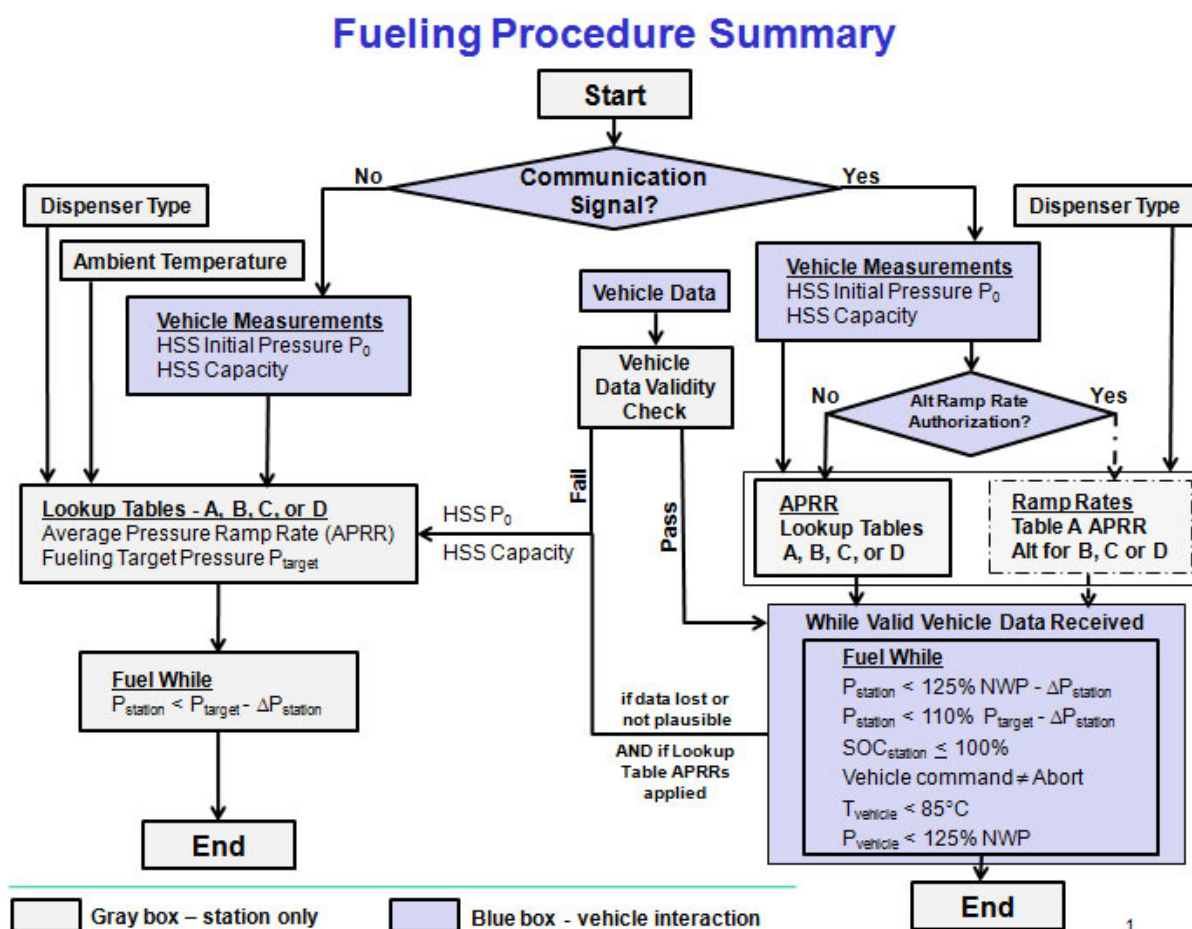 Fueling Procedure Summary
Start
No
Communication
Signal?
Yes
Dispenser Type
Ambient Temperature
Vehicle Measurements
HSS Initial Pressure P₀
HSS Capacity
Vehicle Data
Vehicle
Data Validity
Check
Dispenser Type
Vehicle Measurements
HSS Initial Pressure P₀
HSS Capacity
No
Alt Ramp Rate
Authorization?
Yes
Lookup Tables - A, B, C, or D
Average Pressure Ramp Rate (APRR)
Fueling Target Pressure Ptarget
HSS P₀
HSS Capacity
Fail
Pass
APRR
Lookup Tables
A, B, C, or D
Ramp Rates
Table A APRR
Alt for B, C or D
Fuel While
Pstation < Ptarget - ΔPstation
End
if data lost or
not plausible
AND if Lookup
Table APRRs
applied
While Valid Vehicle Data Received
Fuel While
Pstation < 125% NWP - ΔPstation
Pstation < 110% Ptarget - ΔPstation
SOCstation ≤ 100%
Vehicle command ≠ Abort
Tvehicle < 85°C
Pvehicle < 125% NWP
End
Gray box – station only
Blue box - vehicle interaction
1